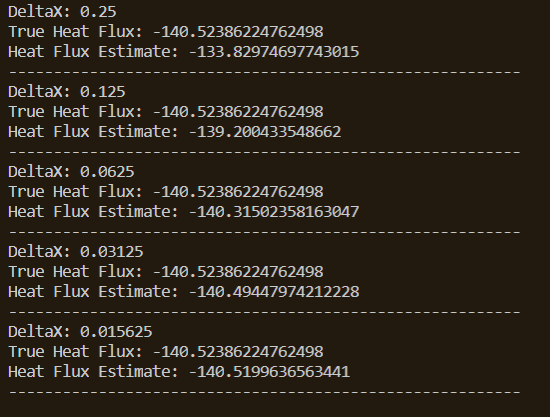 DeltaX: 0.25
True Heat Flux: -140.52386224762498
Heat Flux Estimate: -133.82974697743015
---------------------------------------------------------
DeltaX: 0.125
True Heat Flux: -140.52386224762498
Heat Flux Estimate: -139.200433548662
---------------------------------------------------------
DeltaX: 0.0625
True Heat Flux: -140.52386224762498
Heat Flux Estimate: -140.31502358163047
---------------------------------------------------------
DeltaX: 0.03125
True Heat Flux: -140.52386224762498
Heat Flux Estimate: -140.49447974212228
---------------------------------------------------------
DeltaX: 0.015625
True Heat Flux: -140.52386224762498
Heat Flux Estimate: -140.5199636563441
---------------------------------------------------------